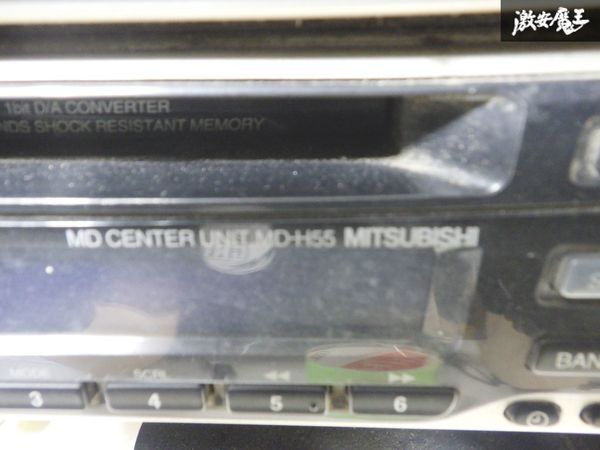 激安魔王
1bit D/A CONVERTER
NDS SHOCK RESISTANT MEMORY
MD CENTER UNIT MD-H55 MITSUBISHI
MODE SCRL ◀◀ ▶▶
3 4 5 6
BAN